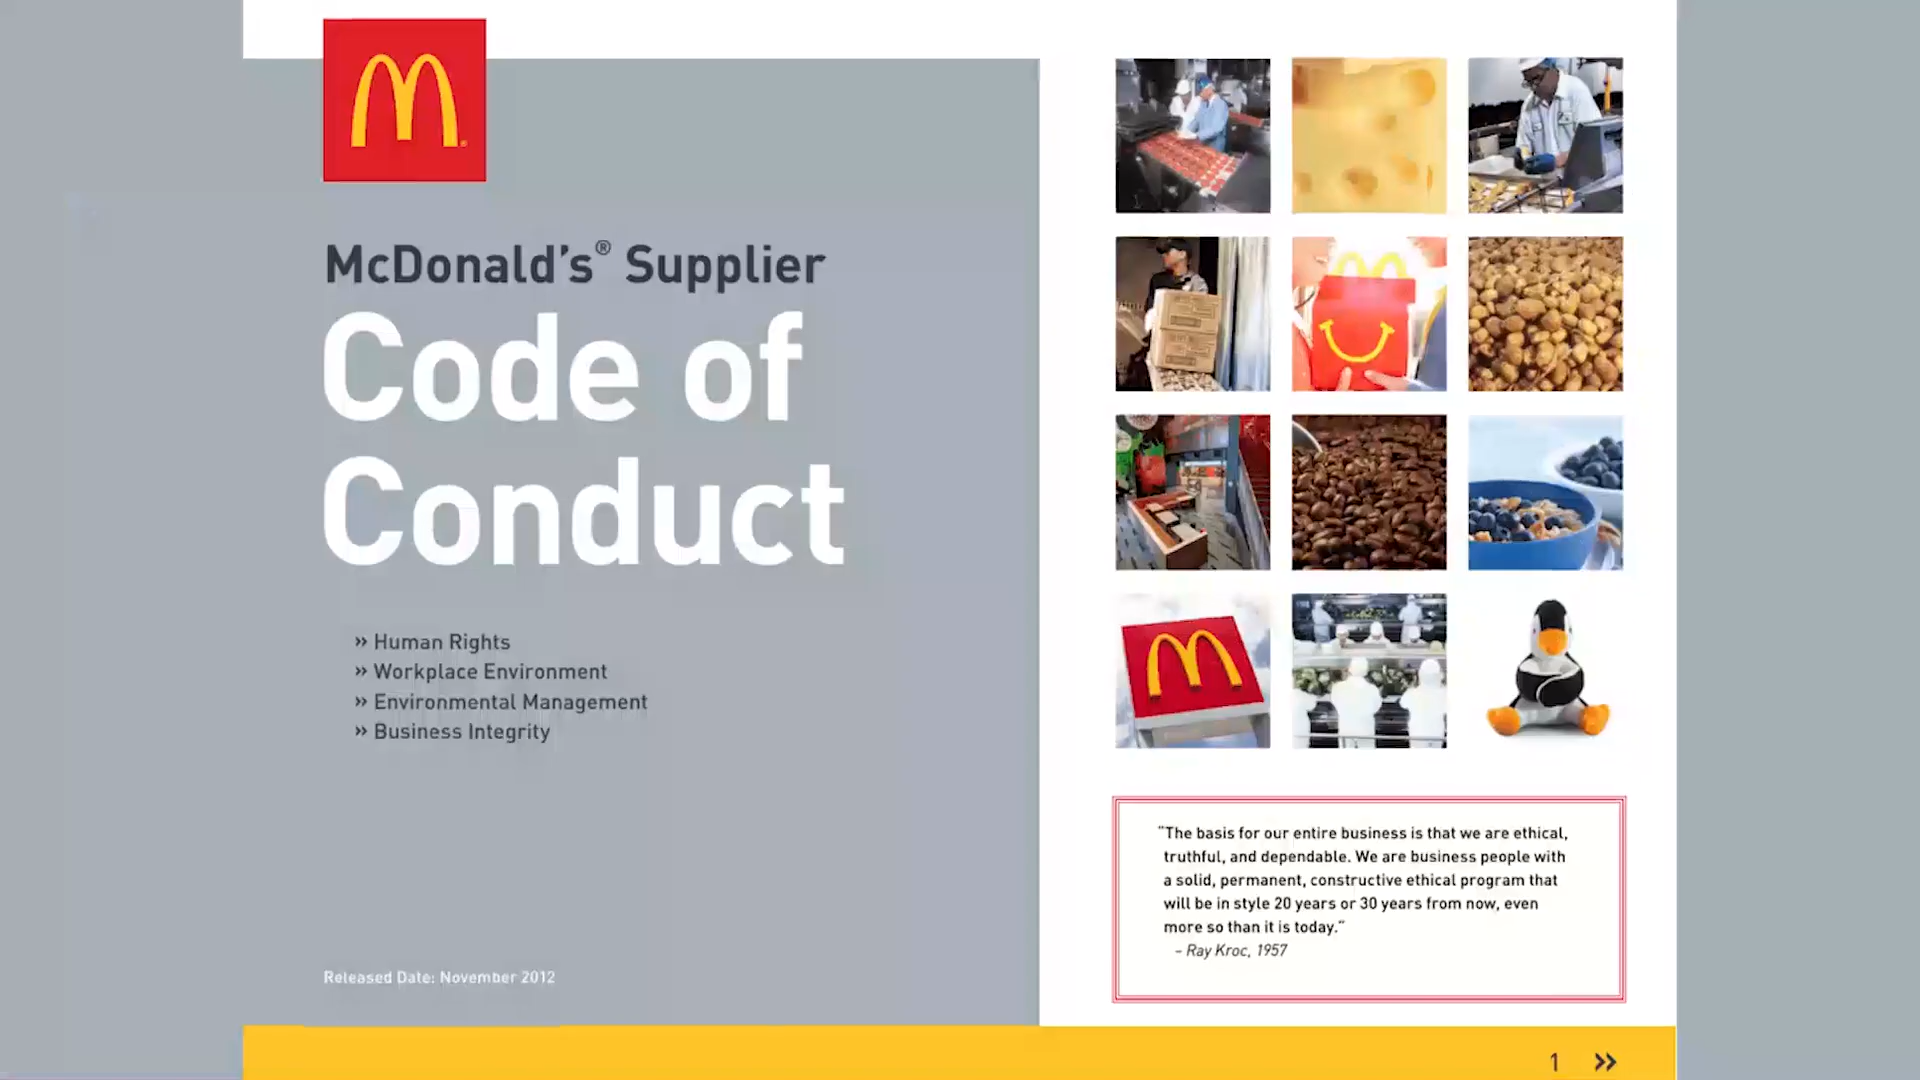 McDonald's® Supplier
Code of
Conduct
» Human Rights
» Workplace Environment
» Environmental Management
» Business Integrity
Released Date: November 2012
"The basis for our entire business is that we are ethical,
truthful, and dependable. We are business people with
a solid, permanent, constructive ethical program that
will be in style 20 years or 30 years from now, even
more so than it is today."
– Ray Kroc, 1957
1 »